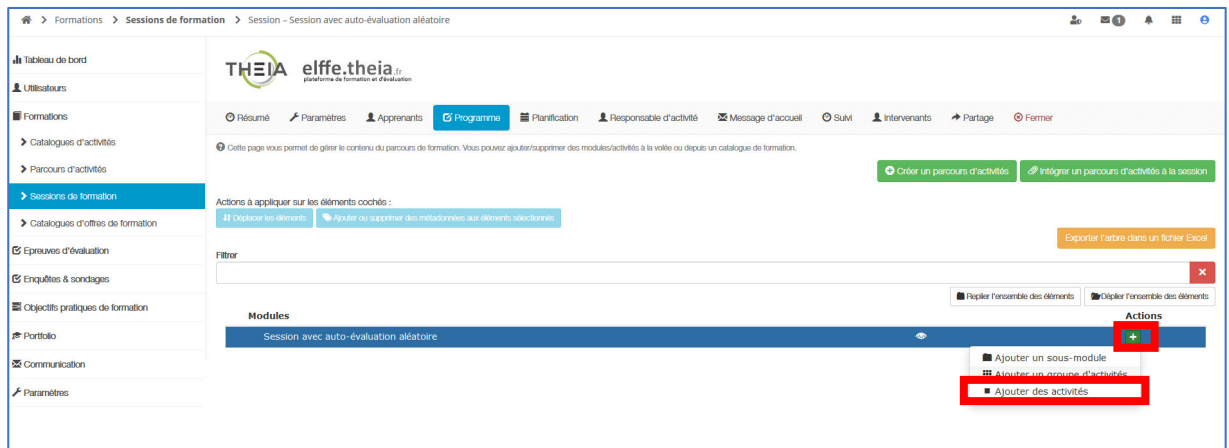 Formations > Sessions de formation > Session – Session avec auto-évaluation aléatoire
1
Tableau de bord
Utilisateurs
Formations
Catalogues d'activités
Parcours d'activités
Sessions de formation
Catalogues d'offres de formation
Epreuves d'évaluation
Enquêtes & sondages
Objectifs pratiques de formation
Portfolio
Communication
Paramètres
THEIA elffe.theia.fr
plateforme de formation et d'évaluation
Résumé Paramètres Apprenants Programme Planification Responsable d'activité Message d'accueil Suivi Intervenants Partage Fermer
Cette page vous permet de gérer le contenu du parcours de formation. Vous pouvez ajouter/supprimer des modules/activités à la volée ou depuis un catalogue de formation.
Créer un parcours d'activités Intégrer un parcours d'activités à la session
Actions à appliquer sur les éléments cochés :
Déplacer les éléments Ajouter ou supprimer des métadonnées aux éléments sélectionnés
Exporter l'arbre dans un fichier Excel
Filtrer
Replier l'ensemble des éléments Déplier l'ensemble des éléments
Modules Actions
Session avec auto-évaluation aléatoire
Ajouter un sous-module
Ajouter un groupe d'activités
Ajouter des activités